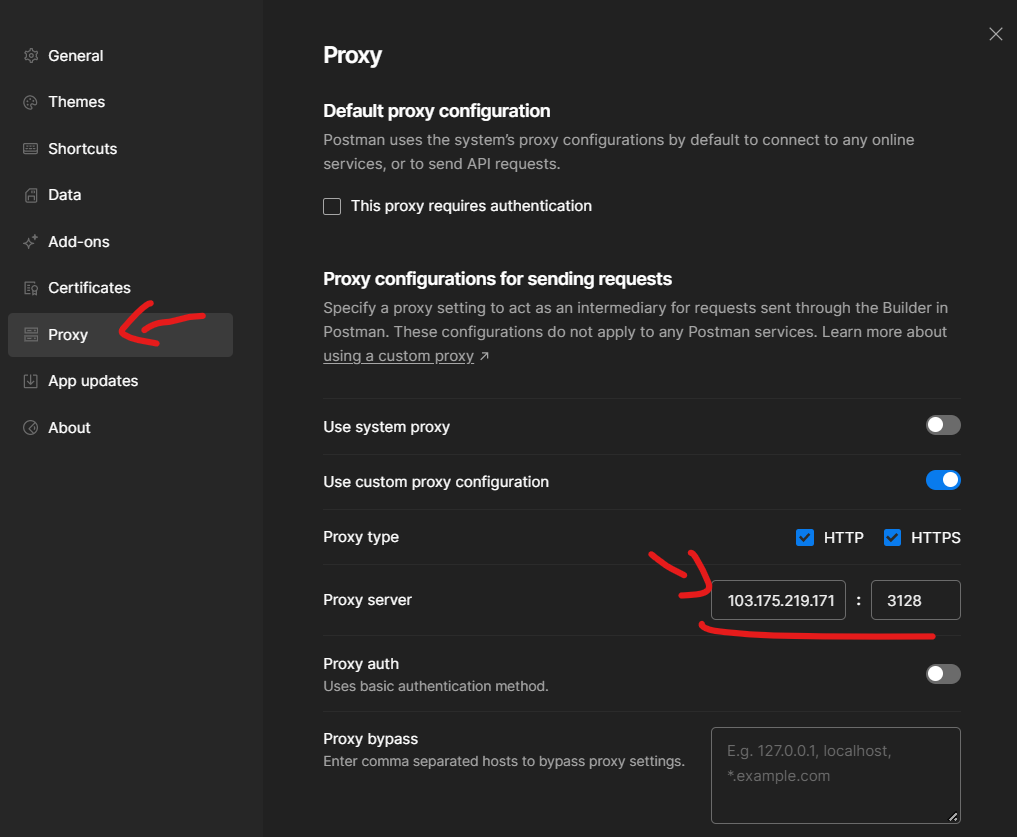 General
Themes
Shortcuts
Data
Add-ons
Certificates
Proxy
App updates
About
Proxy
Default proxy configuration
Postman uses the system’s proxy configurations by default to connect to any online
services, or to send API requests.
This proxy requires authentication
Proxy configurations for sending requests
Specify a proxy setting to act as an intermediary for requests sent through the Builder in
Postman. These configurations do not apply to any Postman services. Learn more about
using a custom proxy ↗
Use system proxy
Use custom proxy configuration
Proxy type HTTP HTTPS
Proxy server 103.175.219.171 : 3128
Proxy auth
Uses basic authentication method.
Proxy bypass
Enter comma separated hosts to bypass proxy settings.
E.g. 127.0.0.1, localhost,
*.example.com